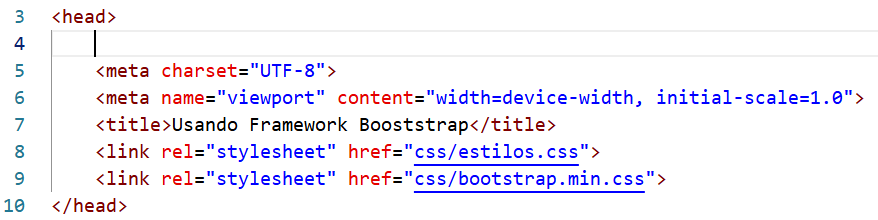 3 <head>
4
5 <meta charset="UTF-8">
6 <meta name="viewport" content="width=device-width, initial-scale=1.0">
7 <title>Usando Framework Booststrap</title>
8 <link rel="stylesheet" href="css/estilos.css">
9 <link rel="stylesheet" href="css/bootstrap.min.css">
10 </head>